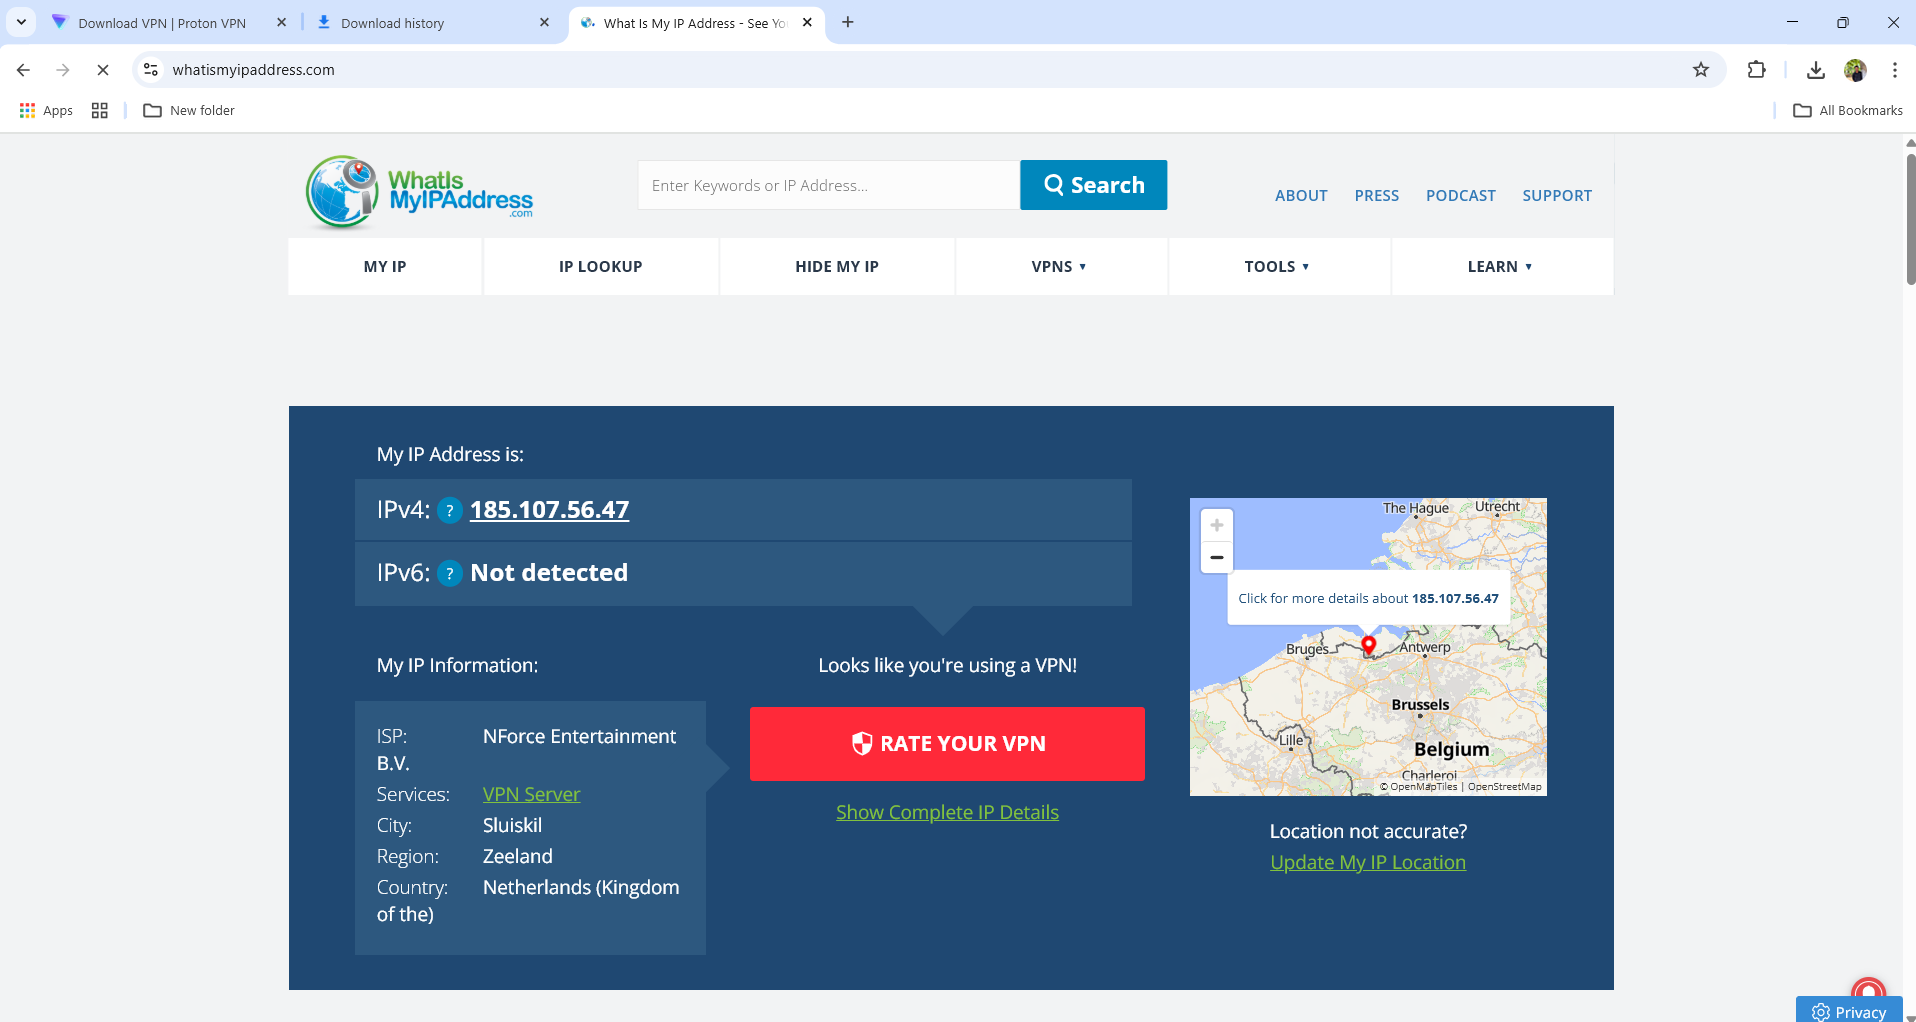 Download VPN | Proton VPN
Download history
What Is My IP Address - See Yo
whatismyipaddress.com
Apps
New folder
All Bookmarks
WhatIs
MyIPAddress
.com
Enter Keywords or IP Address...
Search
ABOUT
PRESS
PODCAST
SUPPORT
MY IP
IP LOOKUP
HIDE MY IP
VPNS
TOOLS
LEARN
My IP Address is:
IPv4: ? 185.107.56.47
IPv6: ? Not detected
My IP Information:
ISP: NForce Entertainment
B.V.
Services: VPN Server
City: Sluiskil
Region: Zeeland
Country: Netherlands (Kingdom
of the)
Looks like you're using a VPN!
RATE YOUR VPN
Show Complete IP Details
+
−
The Hague
Utrecht
Click for more details about 185.107.56.47
Bruges
Antwerp
Brussels
Lille
Belgium
Charleroi
© OpenMapTiles | OpenStreetMap
Location not accurate?
Update My IP Location
Privacy